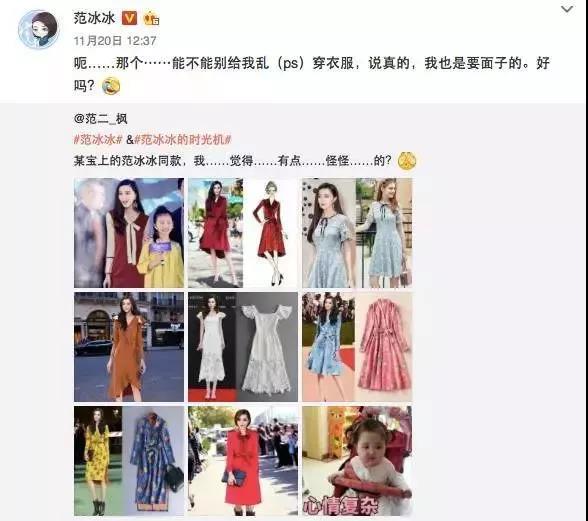 范冰冰
11月20日 12:37
呃……那个……能不能别给我乱（ps）穿衣服，说真的，我也是要面子的。好
吗？
@范二_枫
#范冰冰# &#范冰冰的时光机#
某宝上的范冰冰同款，我……觉得……有点……怪怪……的？
心情复杂